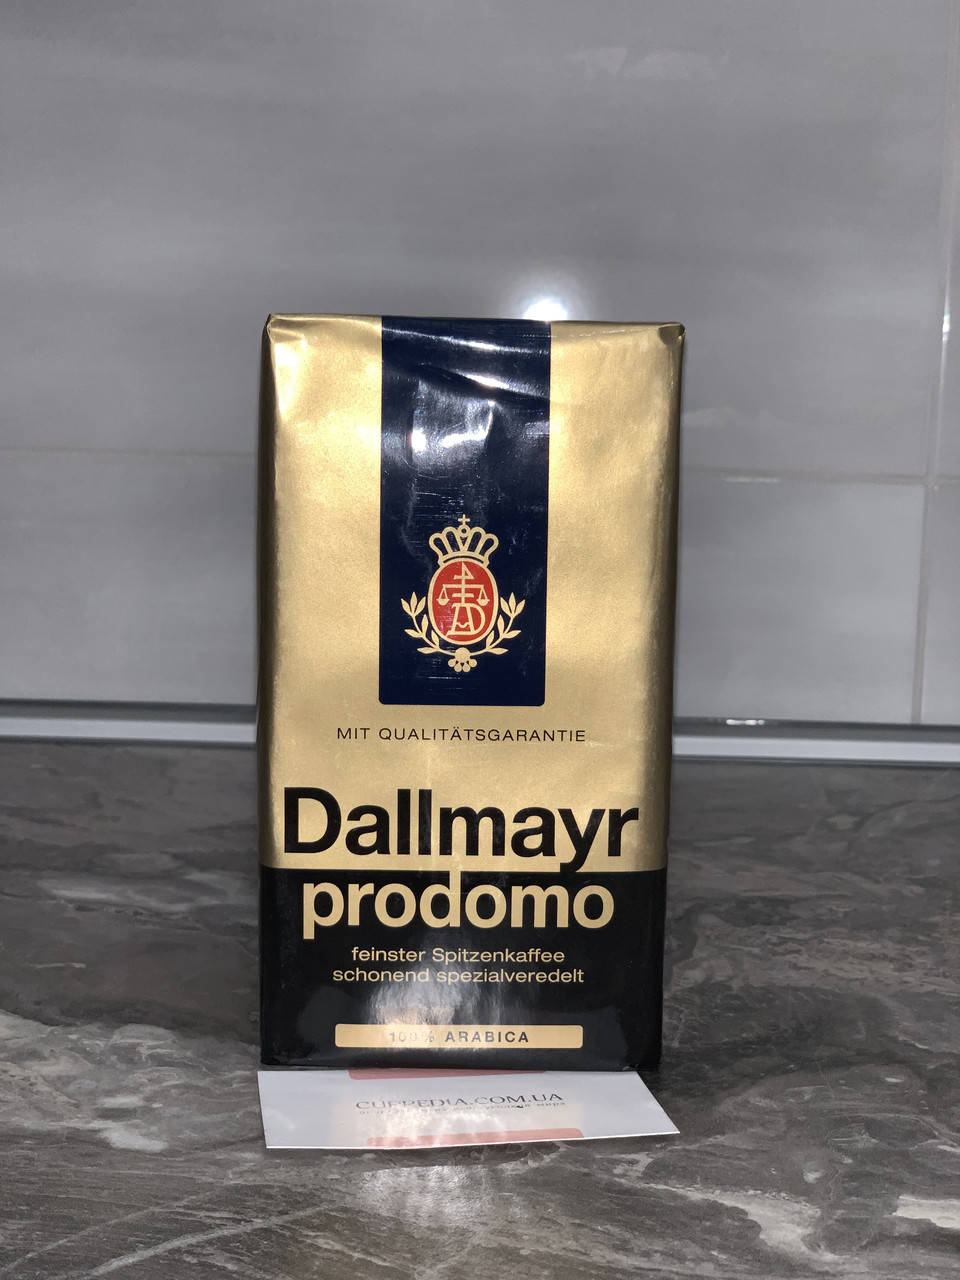 MIT QUALITÄTSGARANTIE
Dallmayr
prodomo
feinster Spitzenkaffee
schonend spezialveredelt
100% ARABICA
CUPPEDIA.COM.UA